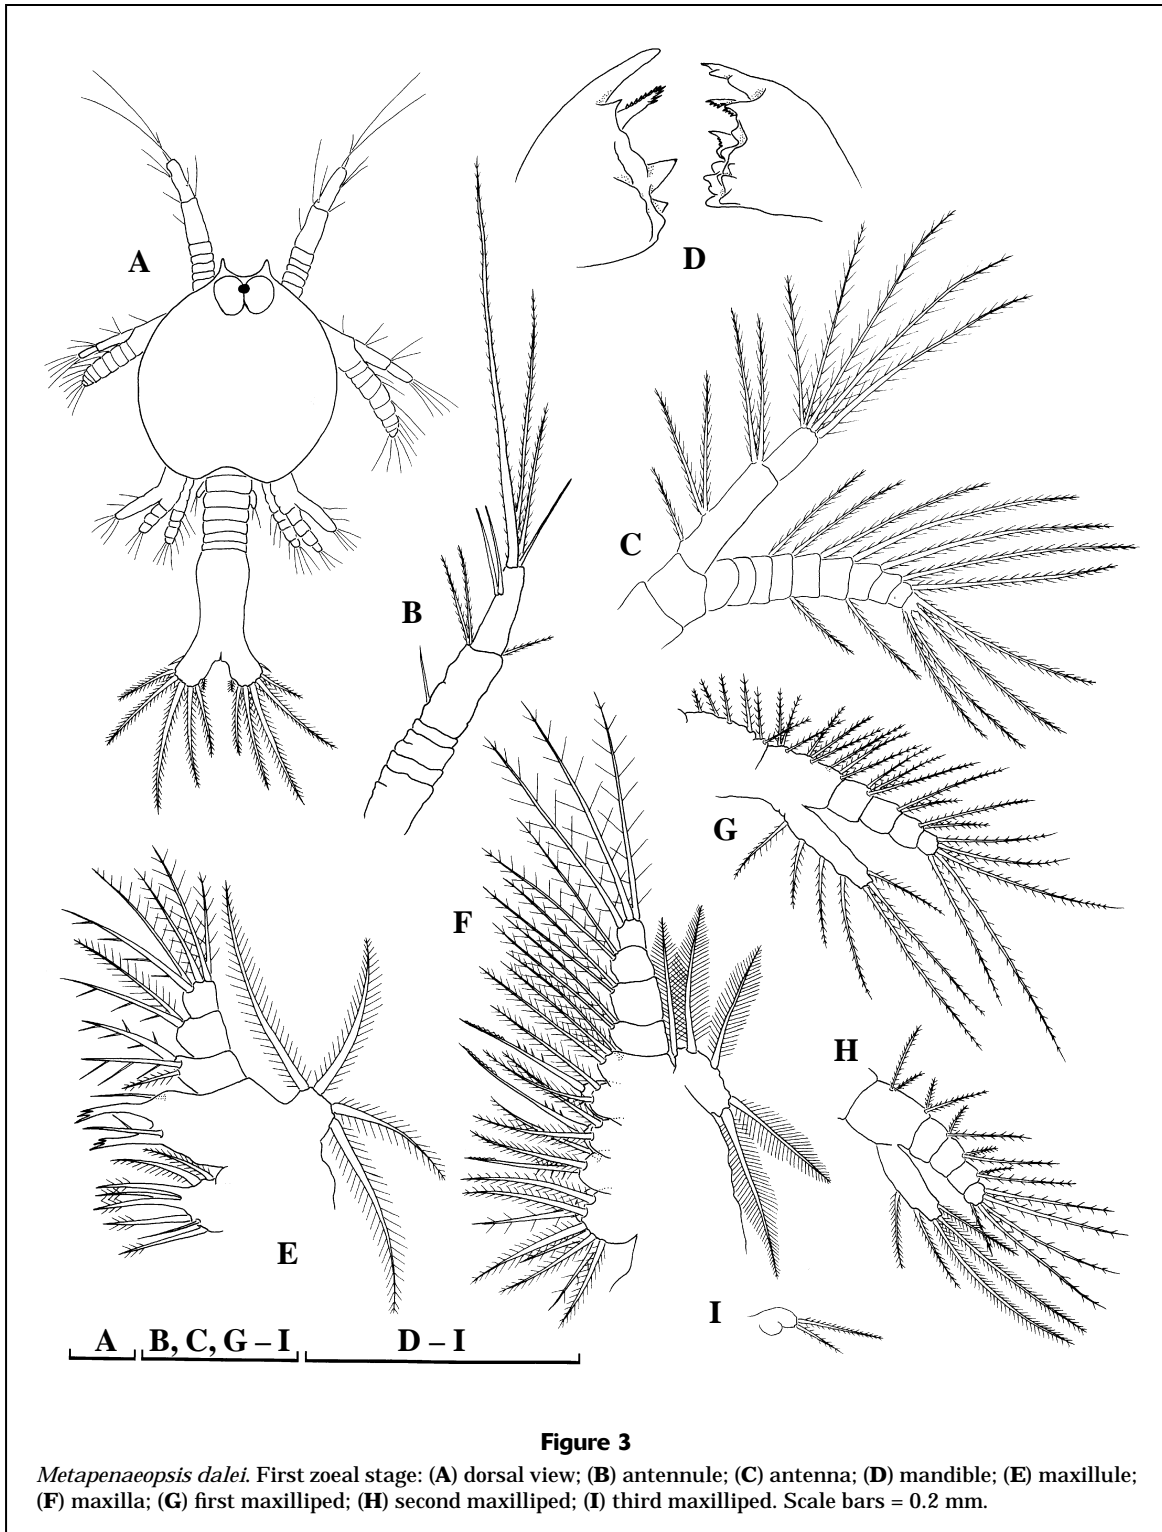 A
D
C
B
G
F
H
E
I
A B, C, G – I D – I
Figure 3
Metapenaeopsis dalei. First zoeal stage: (A) dorsal view; (B) antennule; (C) antenna; (D) mandible; (E) maxillule;
(F) maxilla; (G) first maxilliped; (H) second maxilliped; (I) third maxilliped. Scale bars = 0.2 mm.